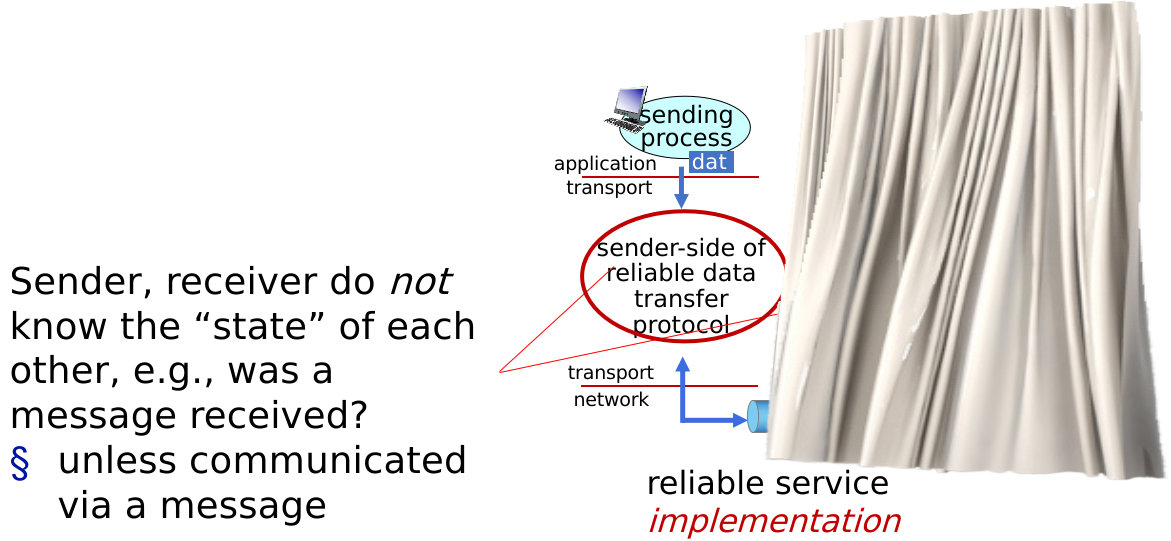 Sender, receiver do not
know the “state” of each
other, e.g., was a
message received?
§ unless communicated
via a message
sending
process
application
dat
transport
sender-side of
reliable data
transfer
protocol
transport
network
reliable service
implementation